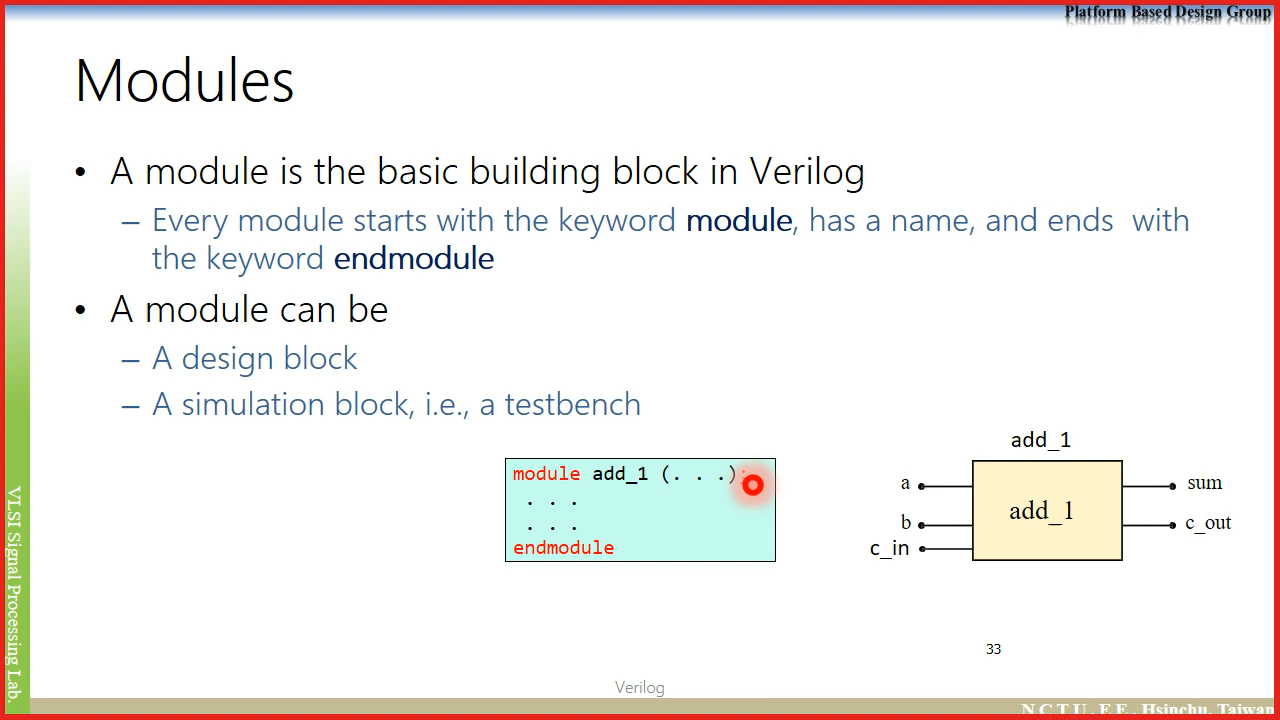 Platform Based Design Group
Modules
• A module is the basic building block in Verilog
– Every module starts with the keyword module, has a name, and ends with
the keyword endmodule
• A module can be
– A design block
– A simulation block, i.e., a testbench
module add_1 (. . .);
. . .
. . .
endmodule
add_1
a
b
c_in
add_1
sum
c_out
33
Verilog
VLSI Signal Processing Lab.
N C T U. E E. Hsinchu, Taiwan